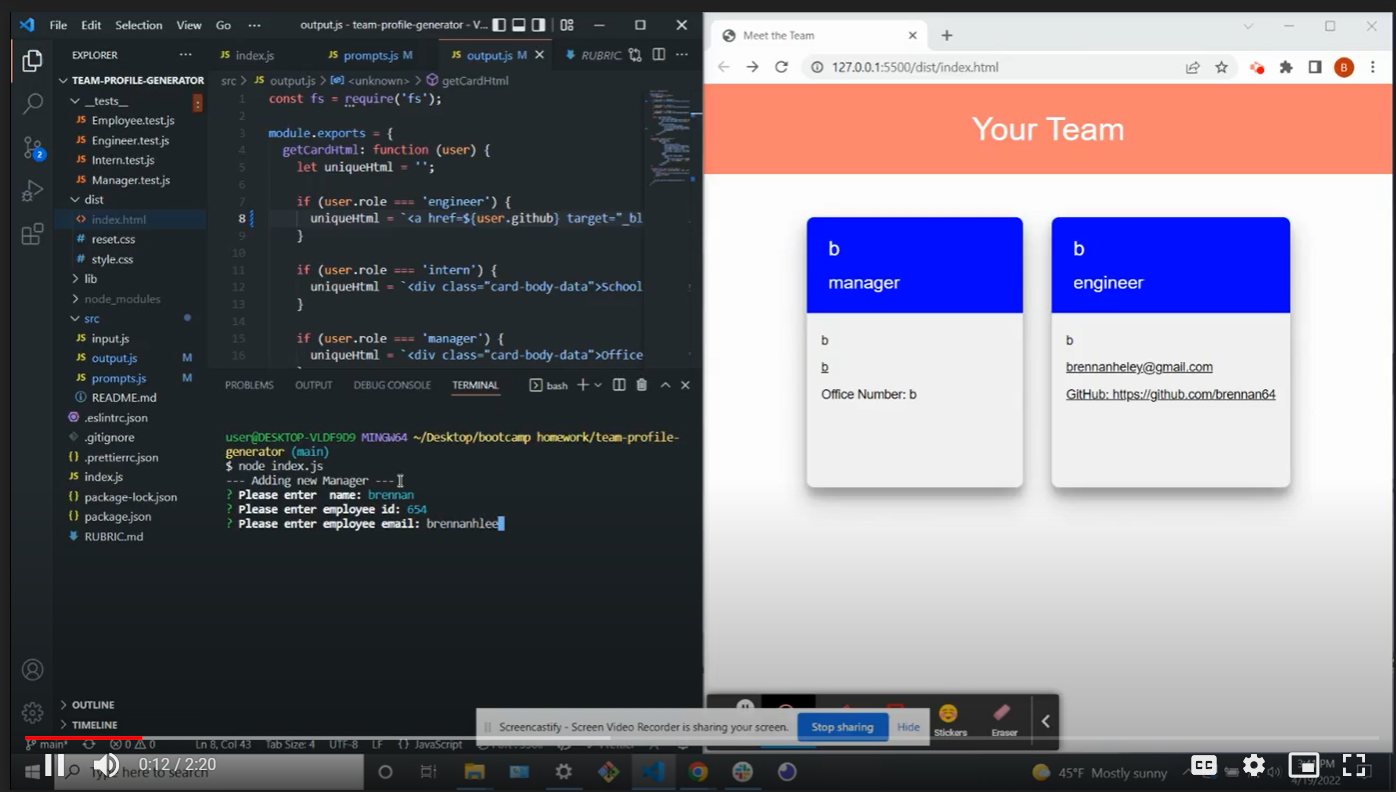 File Edit Selection View Go ··· output.js - team-profile-generator - V...
EXPLORER ···
TEAM-PROFILE-GENERATOR
__tests__
JS Employee.test.js
JS Engineer.test.js
JS Intern.test.js
JS Manager.test.js
dist
<> index.html
# reset.css
# style.css
lib
node_modules
src
JS input.js
JS output.js M
JS prompts.js M
README.md
.eslintrc.json
.gitignore
{} .prettierrc.json
JS index.js
{} package-lock.json
{} package.json
RUBRIC.md
OUTLINE
TIMELINE
2
JS index.js JS prompts.js M JS output.js M RUBRIC ···
src > JS output.js > <unknown> > getCardHtml
1 const fs = require('fs');
2
3 module.exports = {
4 getCardHtml: function (user) {
5 let uniqueHtml = '';
6
7 if (user.role === 'engineer') {
8 uniqueHtml = `<a href=${user.github} target="_bl
9 }
10
11 if (user.role === 'intern') {
12 uniqueHtml = `<div class="card-body-data">School
13 }
14
15 if (user.role === 'manager') {
16 uniqueHtml = `<div class="card-body-data">Office
PROBLEMS OUTPUT DEBUG CONSOLE TERMINAL bash
user@DESKTOP-VLDF9D9 MINGW64 ~/Desktop/bootcamp homework/team-profile-
generator (main)
$ node index.js
--- Adding new Manager ---
? Please enter  name: brennan
? Please enter employee id: 654
? Please enter employee email: brennanhlee
main* 0 0 Ln 8, Col 43 Tab Size: 4 UTF-8 LF {} JavaScript
Meet the Team
127.0.0.1:5500/dist/index.html
B
Your Team
b
manager
b
b
Office Number: b
b
engineer
b
brennanheley@gmail.com
GitHub: https://github.com/brennan64
Screencastify - Screen Video Recorder is sharing your screen. Stop sharing Hide
Stickers Eraser
0:12 / 2:20
Type here to search
45°F Mostly sunny
CC
4/19/2022